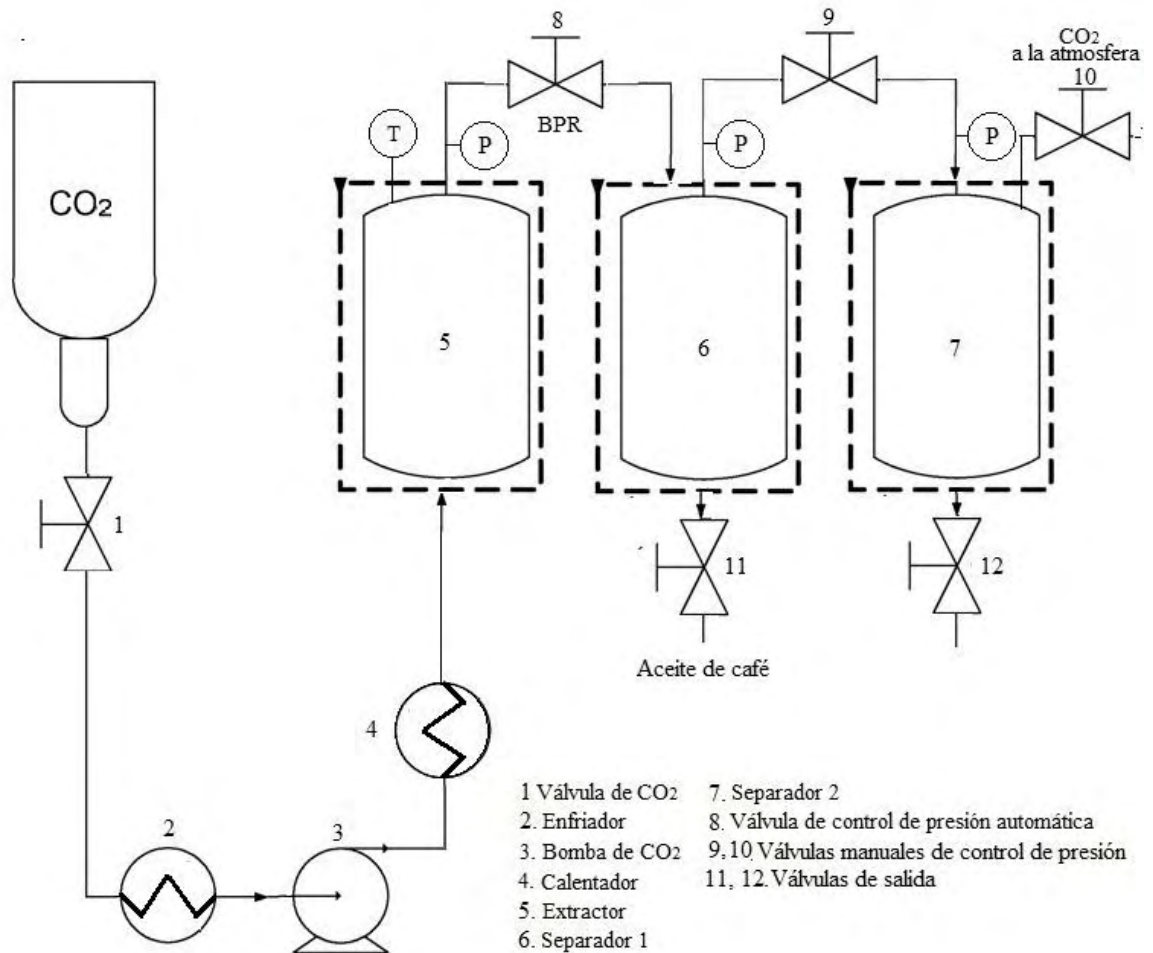 8
9
CO2
a la atmosfera
10
BPR
T
P
P
P
CO2
5
6
7
1
11
12
Aceite de café
4
2
3
1 Válvula de CO2
2. Enfriador
3. Bomba de CO2
4. Calentador
5. Extractor
6. Separador 1
7. Separador 2
8. Válvula de control de presión automática
9,10 Válvulas manuales de control de presión
11, 12. Válvulas de salida